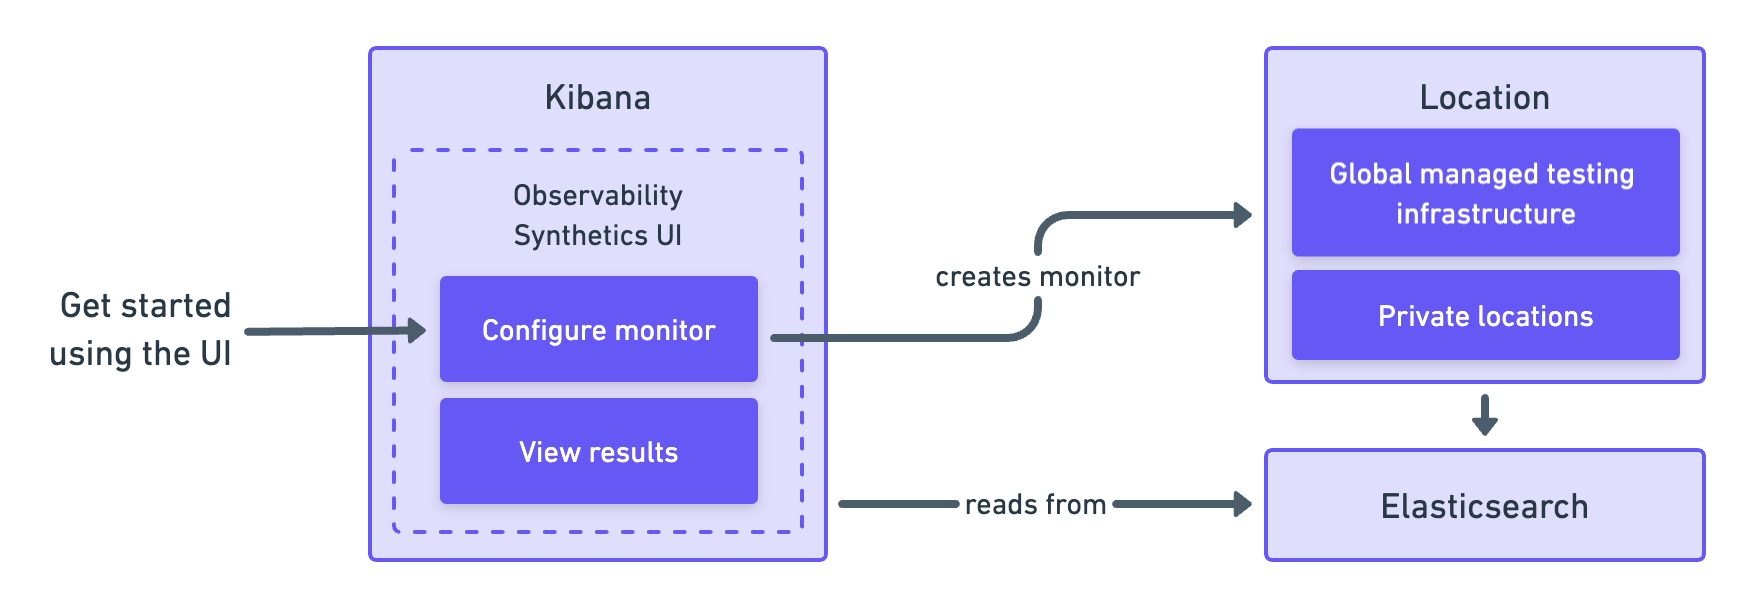 Get started
using the UI
Kibana
Observability
Synthetics UI
Configure monitor
View results
creates monitor
reads from
Location
Global managed testing
infrastructure
Private locations
Elasticsearch